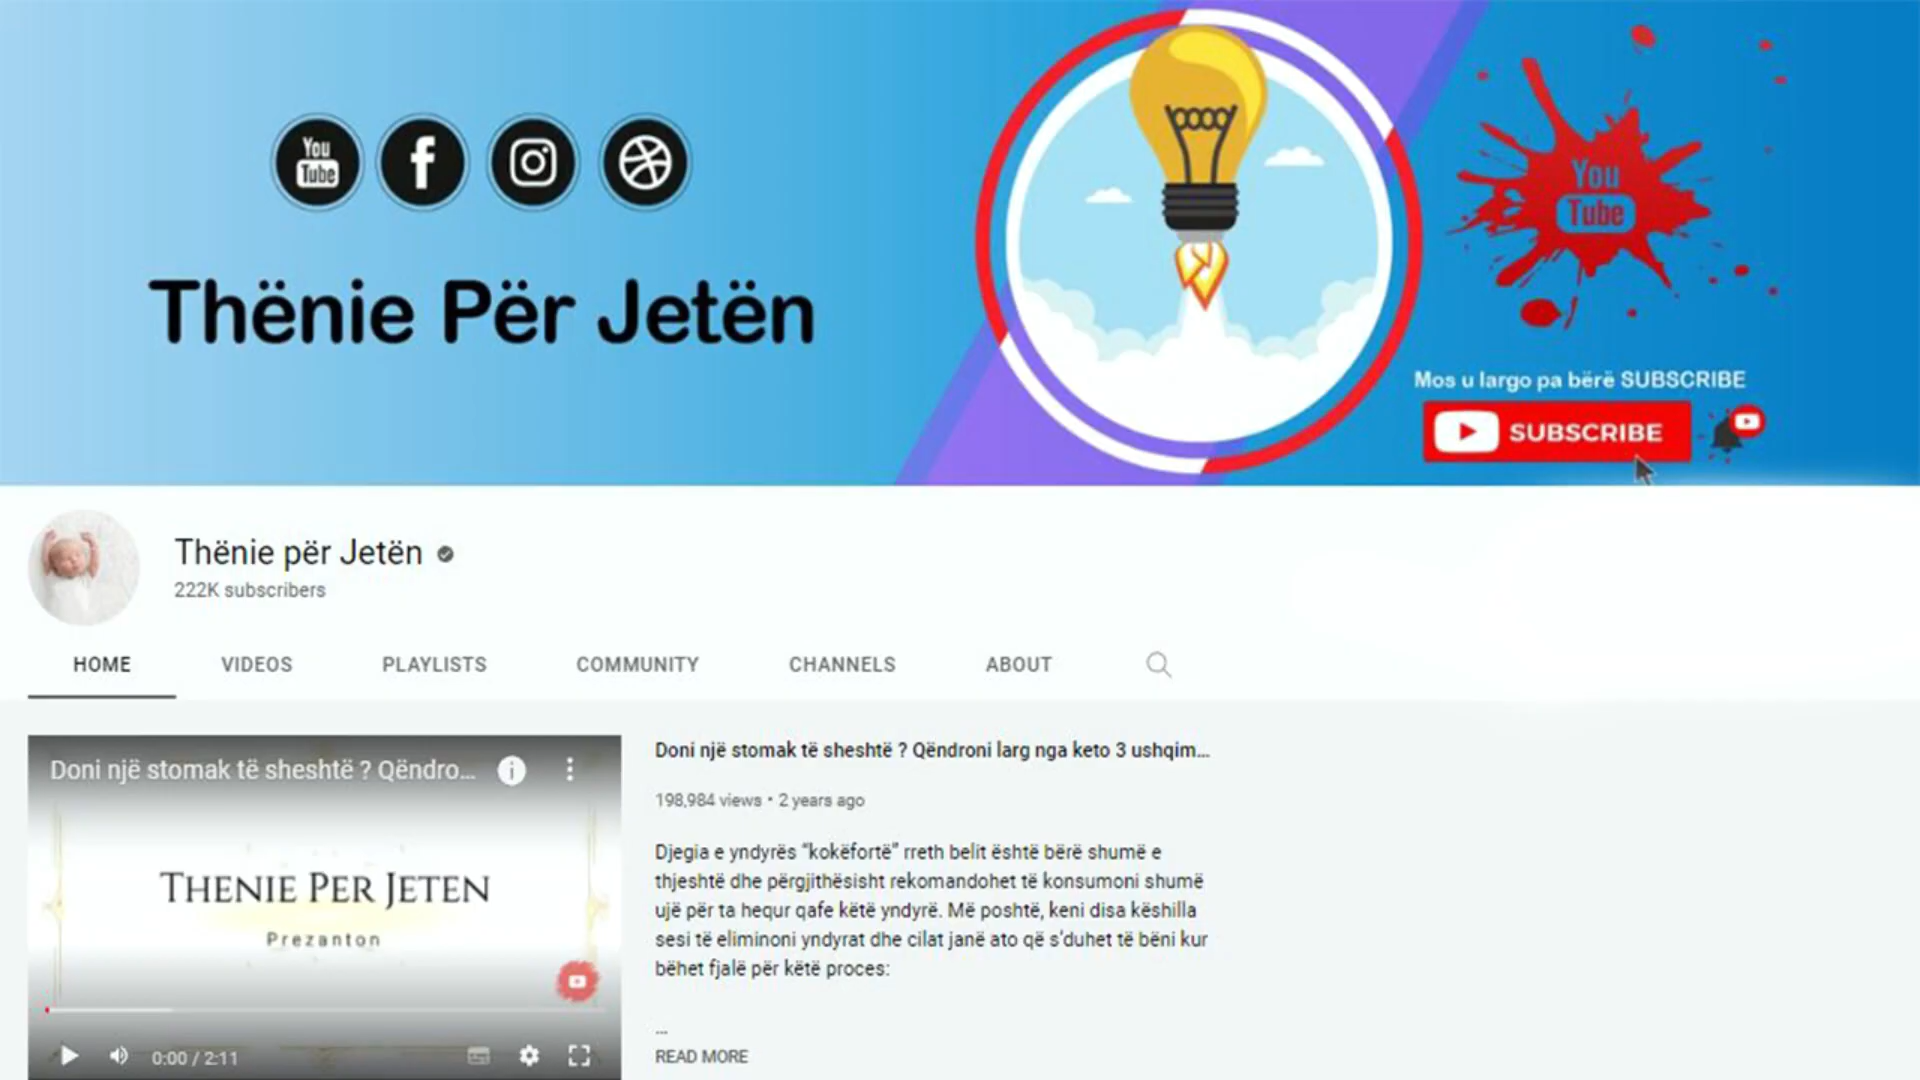 You
Tube
Thënie Për Jetën
You
Tube
Mos u largo pa bërë SUBSCRIBE
SUBSCRIBE
Thënie për Jetën
222K subscribers
HOME
VIDEOS
PLAYLISTS
COMMUNITY
CHANNELS
ABOUT
Doni një stomak të sheshtë ? Qëndro...
THENIE PER JETEN
Prezanton
0:00 / 2:11
Doni një stomak të sheshtë ? Qëndroni larg nga keto 3 ushqim...
198,984 views • 2 years ago
Djegia e yndyrës “kokëfortë” rreth belit është bërë shumë e
thjeshtë dhe përgjithësisht rekomandohet të konsumoni shumë
ujë për ta hequr qafe këtë yndyrë. Më poshtë, keni disa këshilla
sesi të eliminoni yndyrat dhe cilat janë ato që s'duhet të bëni kur
bëhet fjalë për këtë proces:
...
READ MORE